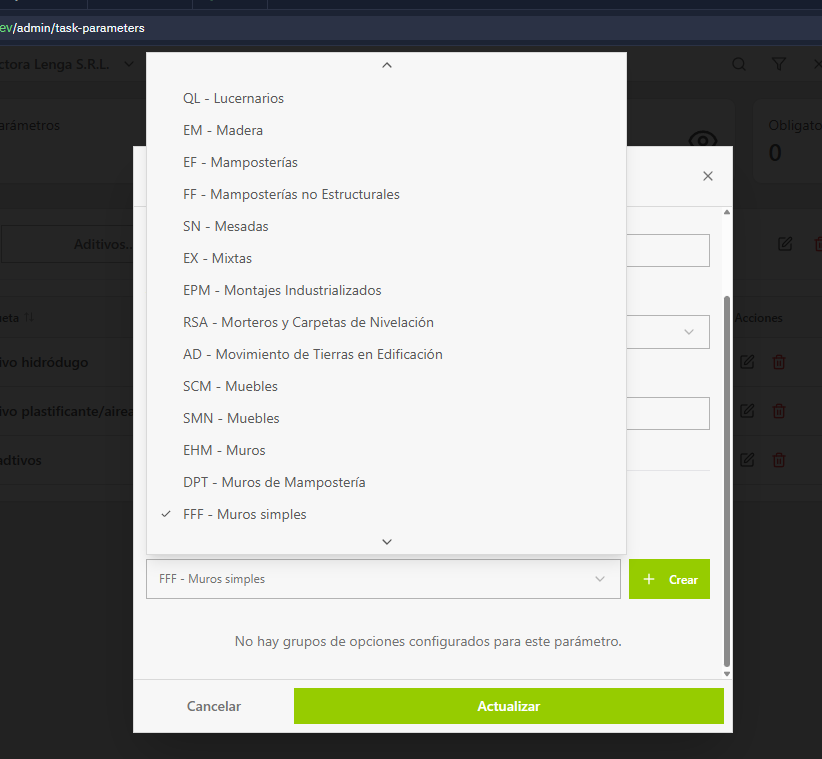 ev/admin/task-parameters
ctora Lenga S.R.L.
arámetros
Obligato
0
QL - Lucernarios
EM - Madera
EF - Mamposterías
FF - Mamposterías no Estructurales
SN - Mesadas
EX - Mixtas
EPM - Montajes Industrializados
RSA - Morteros y Carpetas de Nivelación
AD - Movimiento de Tierras en Edificación
SCM - Muebles
SMN - Muebles
EHM - Muros
DPT - Muros de Mampostería
FFF - Muros simples
Aditivos.
eta
Acciones
ivo hidródugo
ivo plastificante/airea
adtivos
FFF - Muros simples
+ Crear
No hay grupos de opciones configurados para este parámetro.
Cancelar
Actualizar